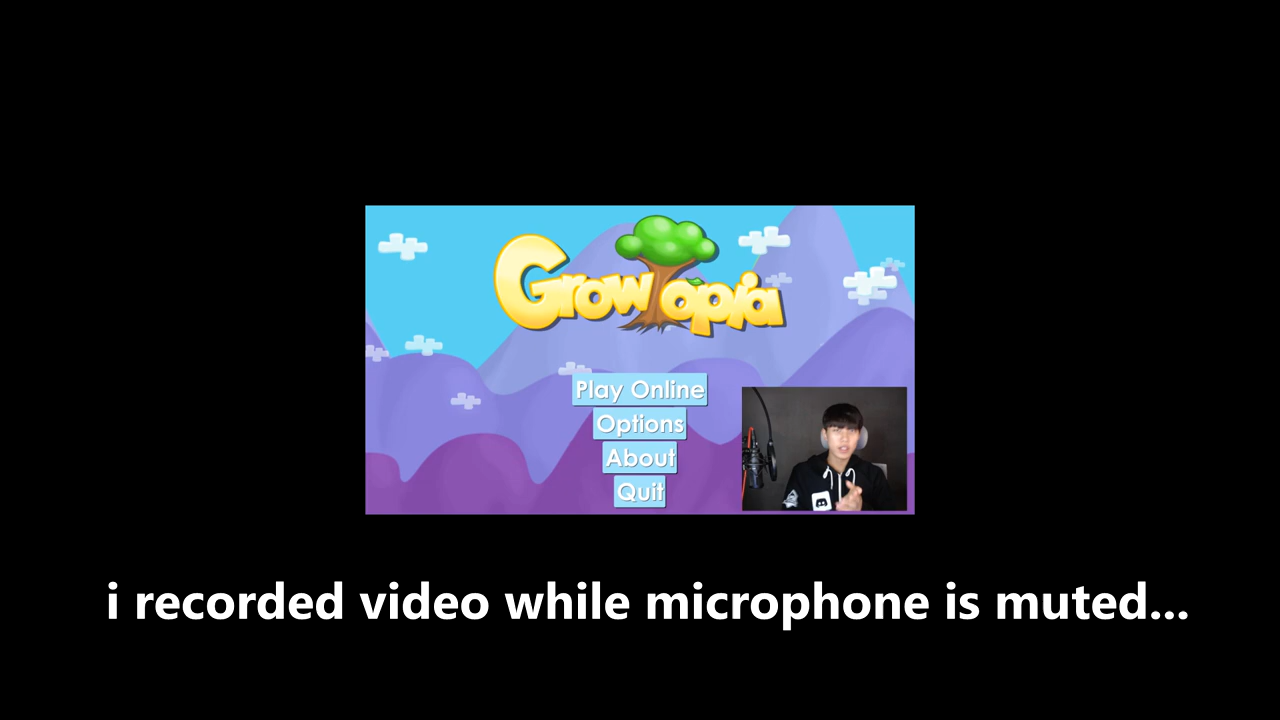 Growtopia
Play Online
Options
About
Quit
i recorded video while microphone is muted...